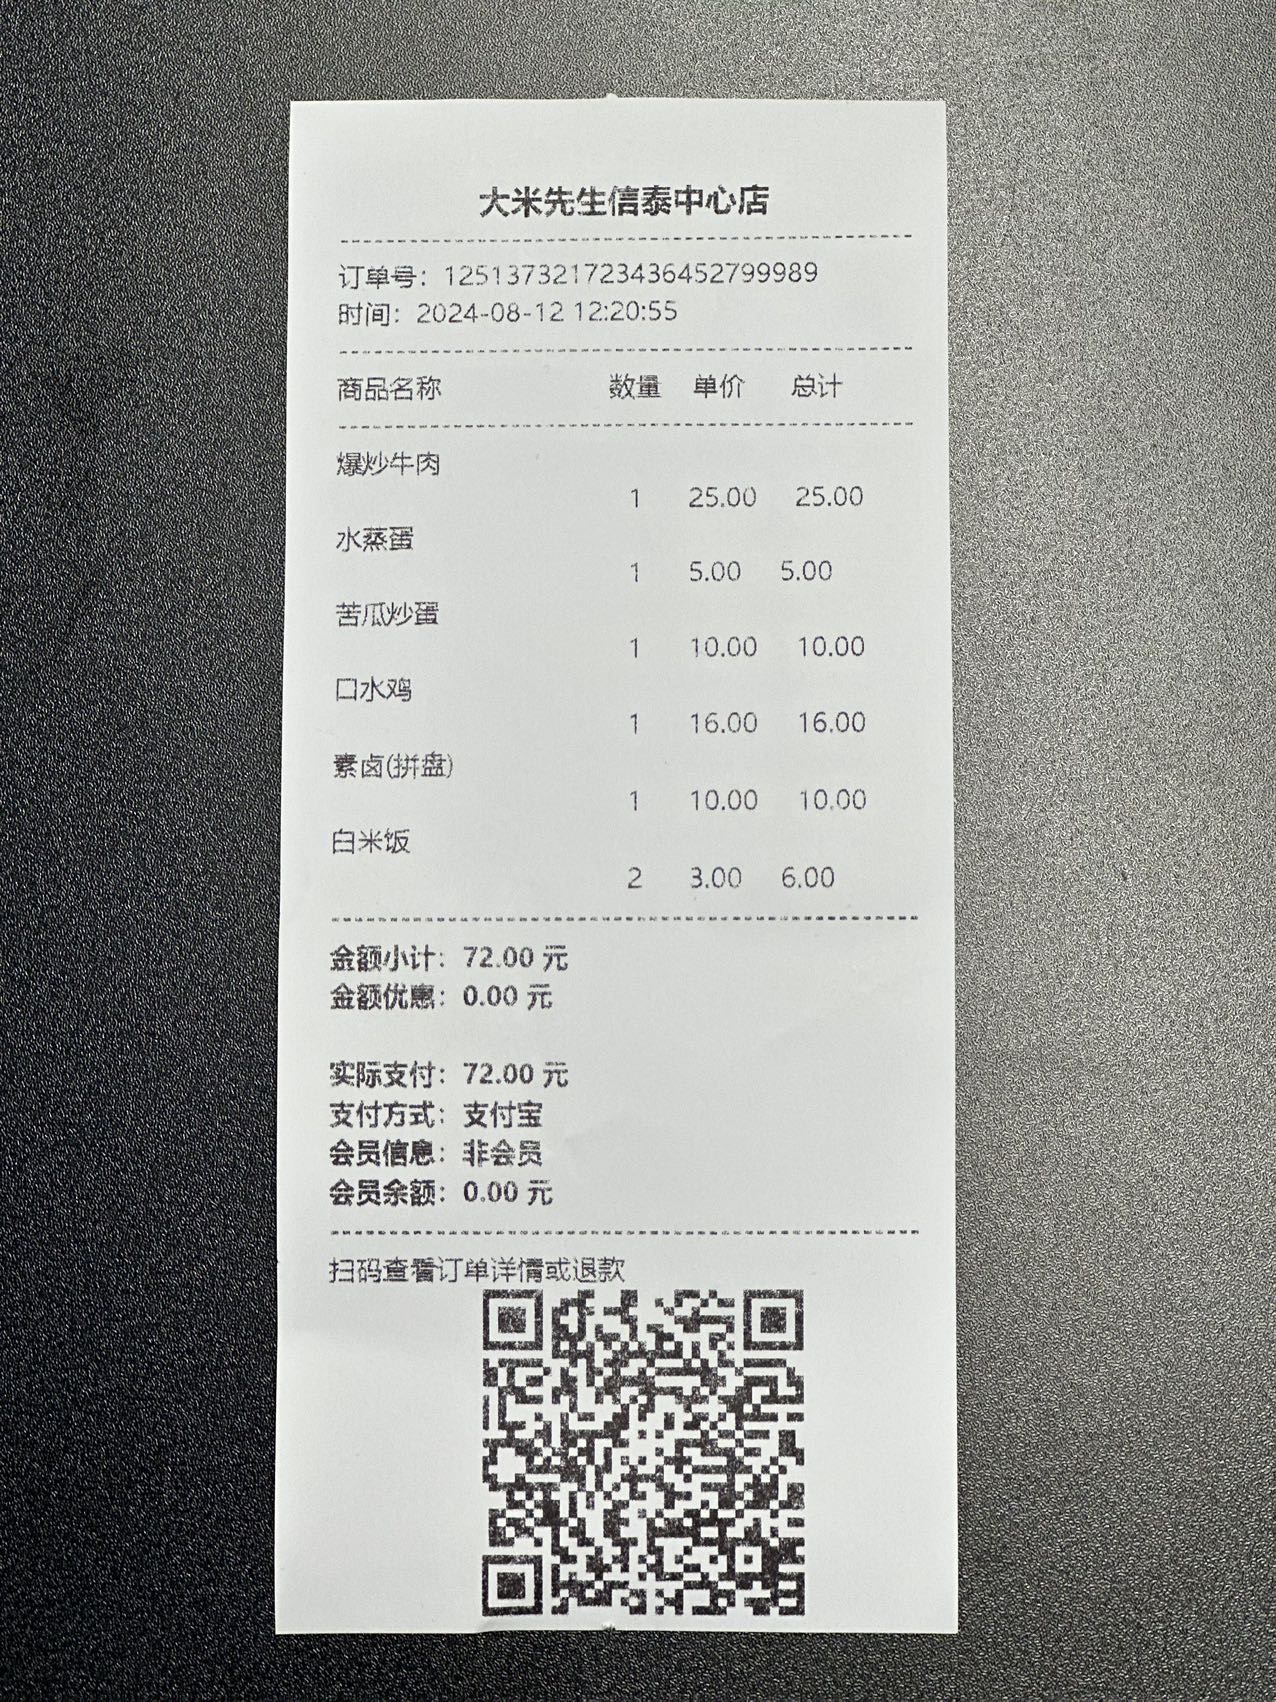 大米先生信泰中心店
订单号：1251373217234364527​99989
时间：2024-08-12 12:20:55
商品名称 数量 单价 总计
爆炒牛肉
1 25.00 25.00
水蒸蛋
1 5.00 5.00
苦瓜炒蛋
1 10.00 10.00
口水鸡
1 16.00 16.00
素卤(拼盘)
1 10.00 10.00
白米饭
2 3.00 6.00
金额小计：72.00 元
金额优惠：0.00 元
实际支付：72.00 元
支付方式：支付宝
会员信息：非会员
会员余额：0.00 元
扫码查看订单详情或退款